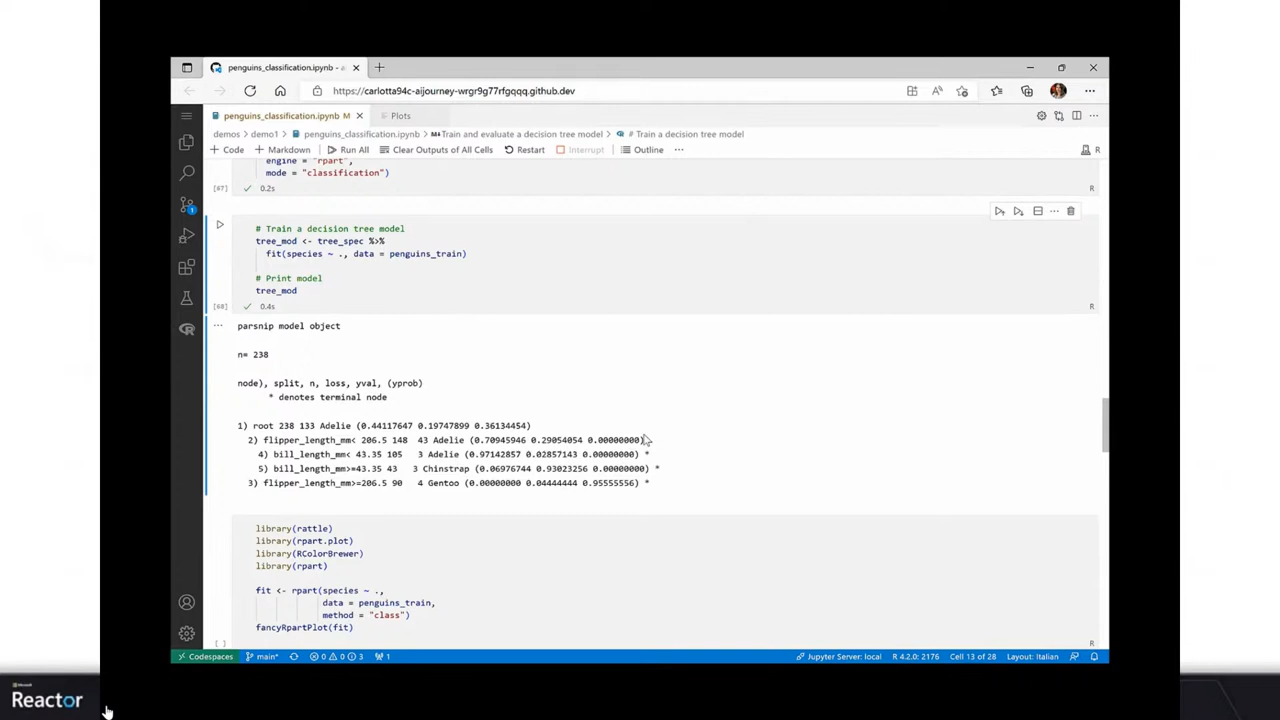 penguins_classification.ipynb -
https://carlotta94c-aijourney-wrgr9g77rfgqqq.github.dev
penguins_classification.ipynb M
Plots
demos > demo1 > penguins_classification.ipynb > Train and evaluate a decision tree model > # Train a decision tree model
+ Code + Markdown Run All Clear Outputs of All Cells Restart Interrupt Outline ... R
engine = "rpart",
mode = "classification")
[67] 0.2s R
# Train a decision tree model
tree_mod <- tree_spec %>%
fit(species ~ ., data = penguins_train)
# Print model
tree_mod
[68] 0.4s R
... parsnip model object
n= 238
node), split, n, loss, yval, (yprob)
* denotes terminal node
1) root 238 133 Adelie (0.44117647 0.19747899 0.36134454)
2) flipper_length_mm< 206.5 148 43 Adelie (0.70945946 0.29054054 0.00000000)
4) bill_length_mm< 43.35 105 3 Adelie (0.97142857 0.02857143 0.00000000) *
5) bill_length_mm>=43.35 43 3 Chinstrap (0.06976744 0.93023256 0.00000000) *
3) flipper_length_mm>=206.5 90 4 Gentoo (0.00000000 0.04444444 0.95555556) *
library(rattle)
library(rpart.plot)
library(RColorBrewer)
library(rpart)
fit <- rpart(species ~ .,
data = penguins_train,
method = "class")
fancyRpartPlot(fit)
[ ] R
Codespaces main* 0 0 3 1 Jupyter Server: local R 4.2.0: 2176 Cell 13 of 28 Layout: Italian
Microsoft
Reactor